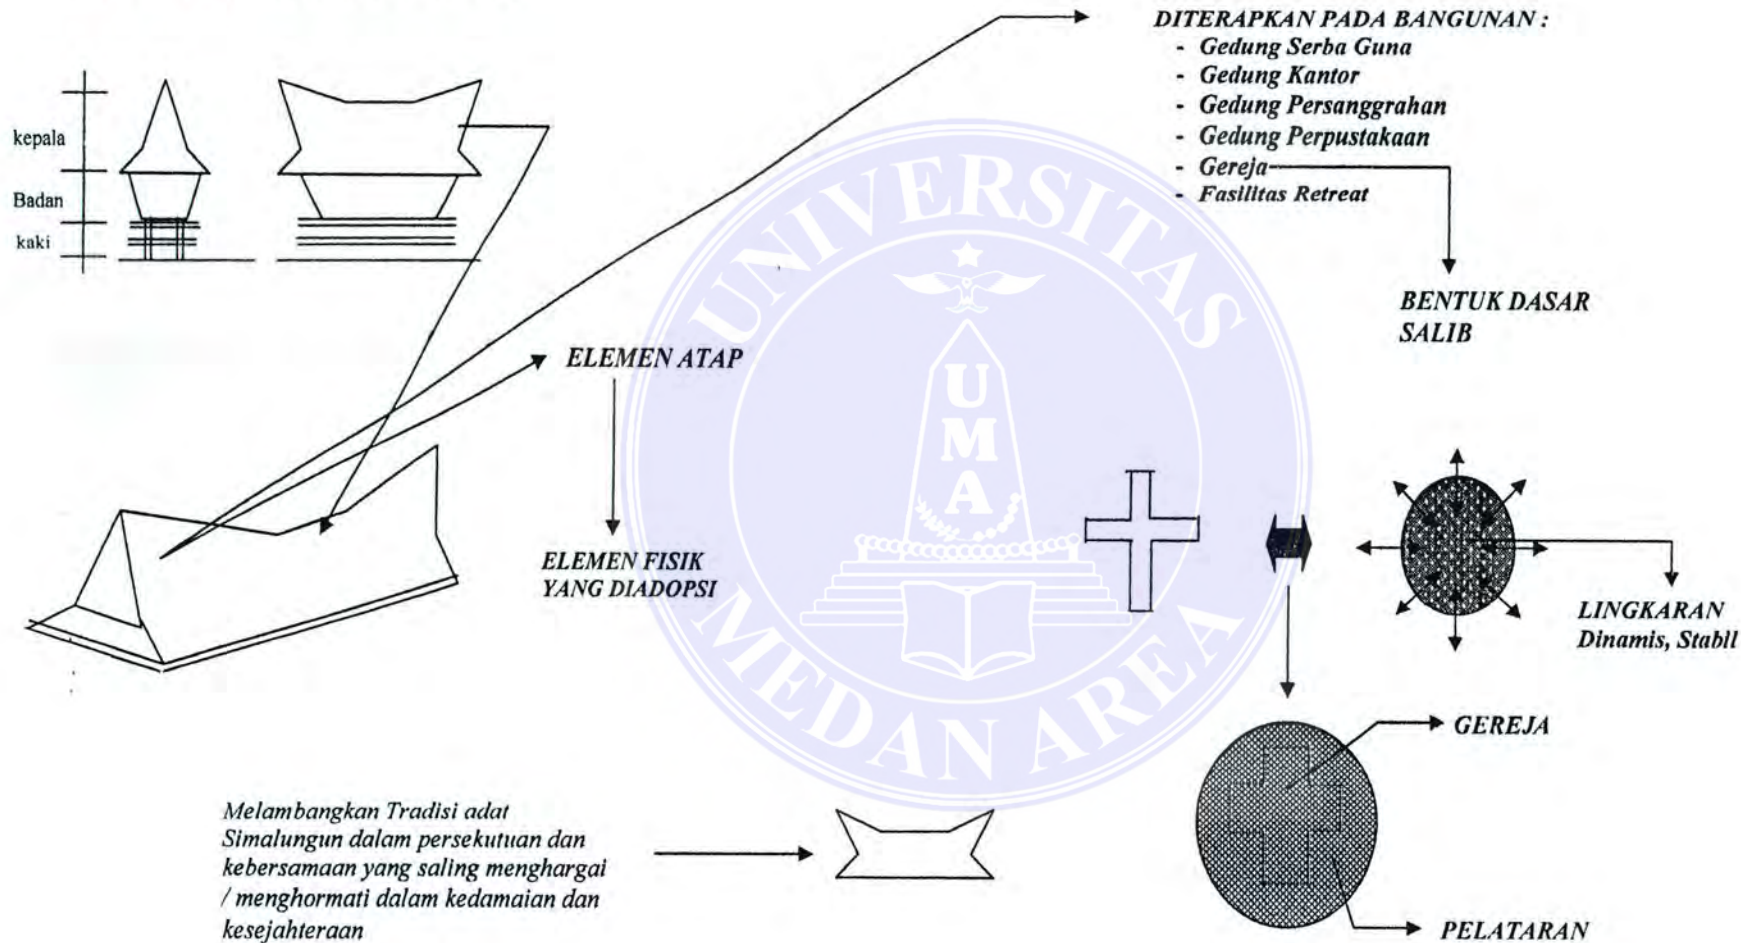 DITERAPKAN PADA BANGUNAN :
- Gedung Serba Guna
- Gedung Kantor
- Gedung Persanggrahan
- Gedung Perpustakaan
- Gereja
- Fasilitas Retreat
kepala
Badan
kaki
BENTUK DASAR
SALIB
ELEMEN ATAP
ELEMEN FISIK
YANG DIADOPSI
LINGKARAN
Dinamis, Stabil
GEREJA
PELATARAN
Melambangkan Tradisi adat
Simalungun dalam persekutuan dan
kebersamaan yang saling menghargai
/ menghormati dalam kedamaian dan
kesejahteraan
UNIVERSITAS
MEDAN AREA
U
M
A